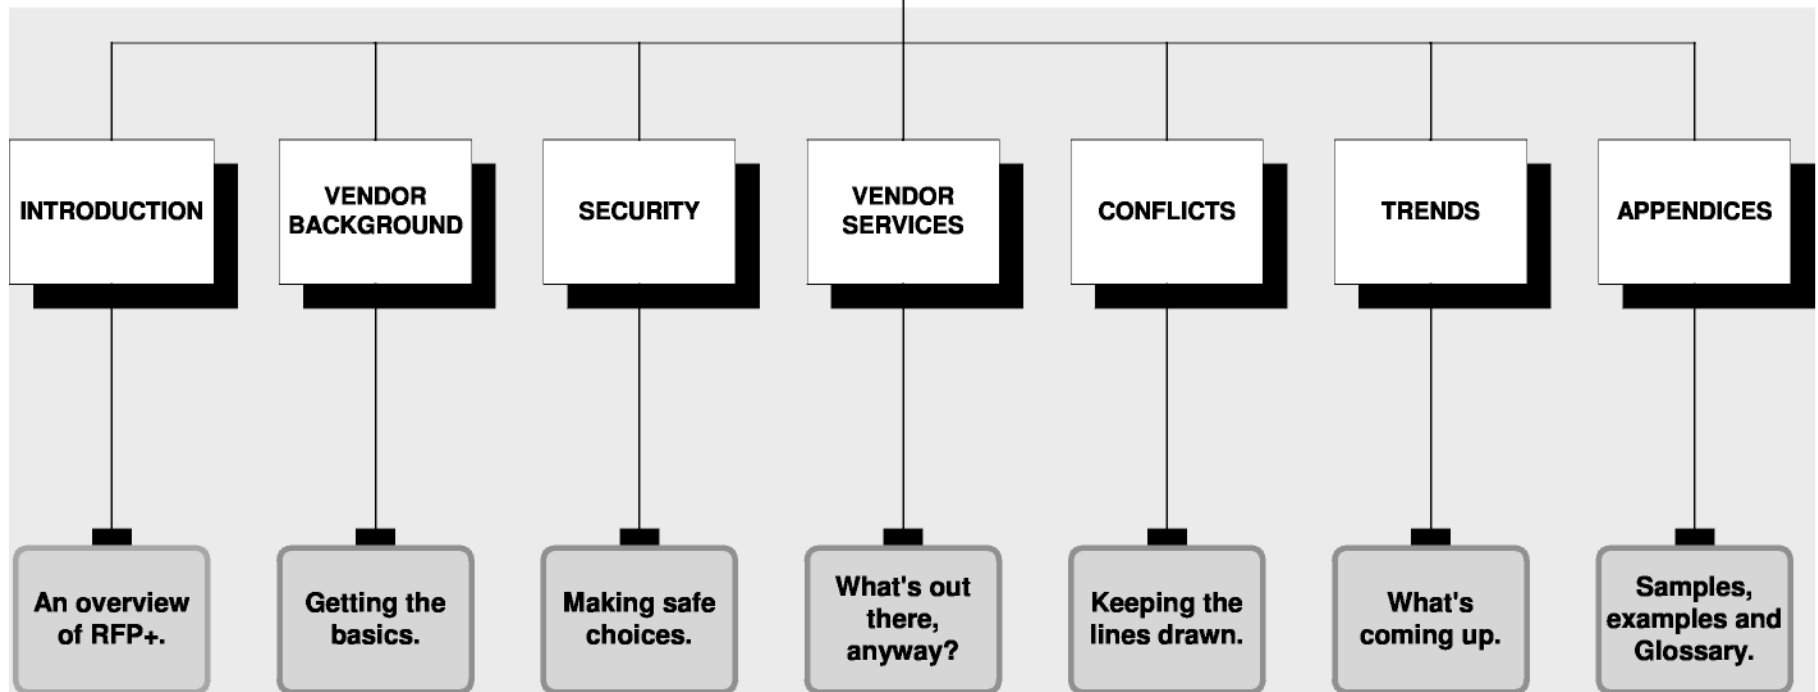 INTRODUCTION
VENDOR
BACKGROUND
SECURITY
VENDOR
SERVICES
CONFLICTS
TRENDS
APPENDICES
An overview
of RFP+.
Getting the
basics.
Making safe
choices.
What's out
there,
anyway?
Keeping the
lines drawn.
What's
coming up.
Samples,
examples and
Glossary.